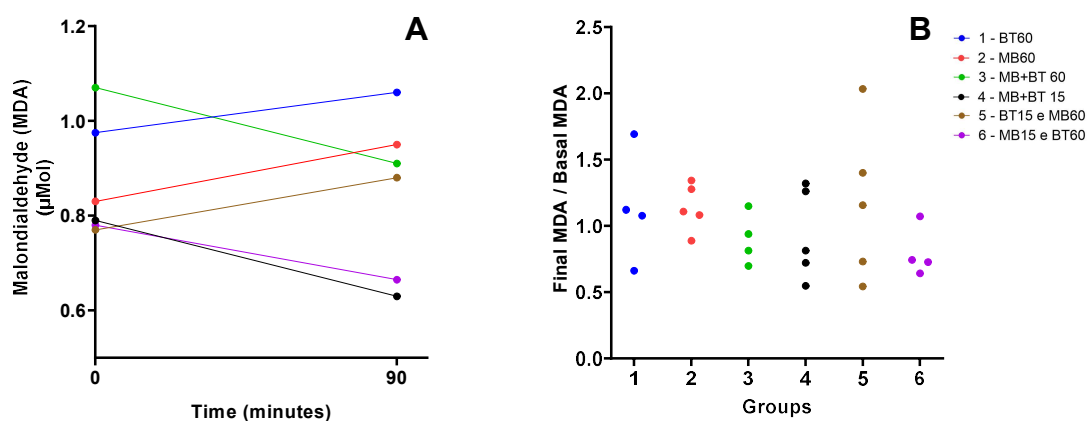 A
1.2
1.0
0.8
0.6
Malondialdehyde (MDA)
(µMol)
0
90
Time (minutes)
B
2.5
2.0
1.5
1.0
0.5
0.0
Final MDA / Basal MDA
1 2 3 4 5 6
Groups
1 - BT60
2 - MB60
3 - MB+BT 60
4 - MB+BT 15
5 - BT15 e MB60
6 - MB15 e BT60